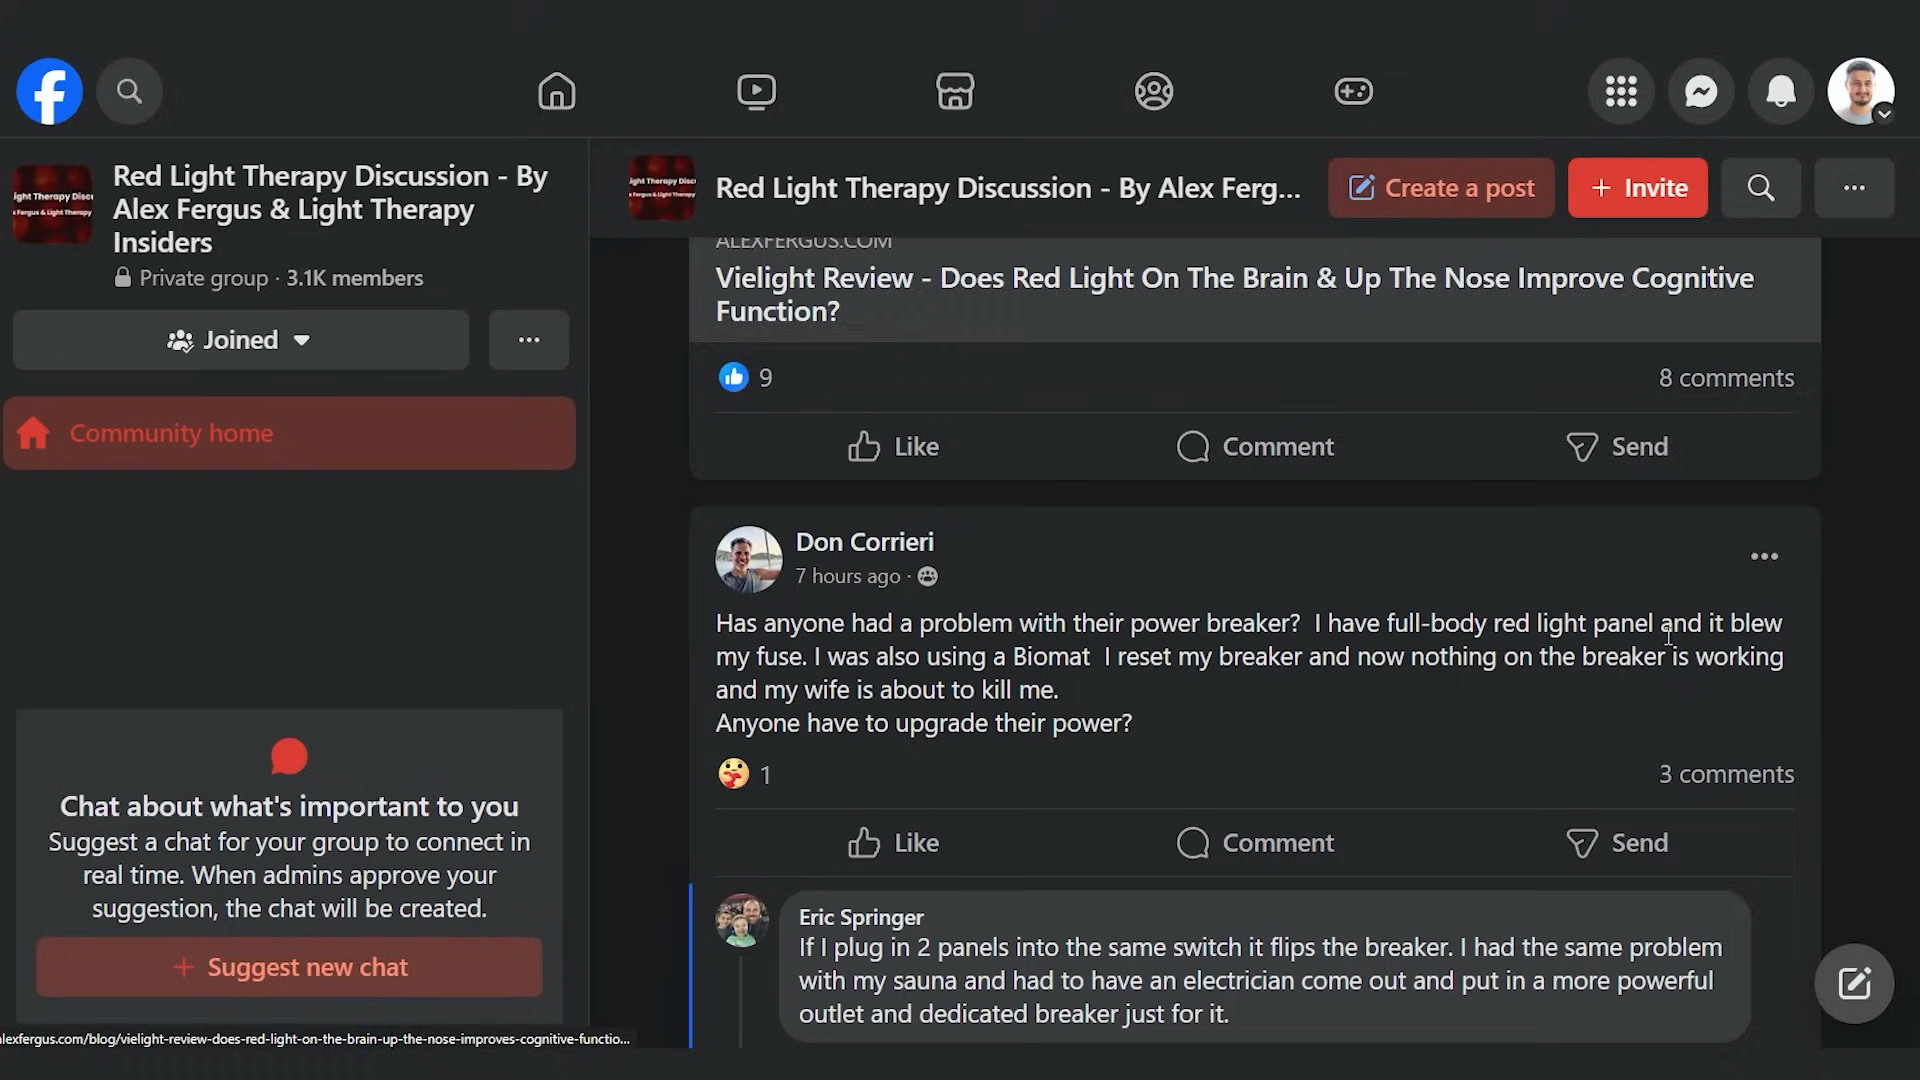 Red Light Therapy Discussion - By
Alex Fergus & Light Therapy
Insiders
Private group · 3.1K members
Joined
Community home
Chat about what's important to you
Suggest a chat for your group to connect in
real time. When admins approve your
suggestion, the chat will be created.
+ Suggest new chat
alexfergus.com/blog/vielight-review-does-red-light-on-the-brain-up-the-nose-improves-cognitive-functio...
Red Light Therapy Discussion - By Alex Ferg...
Create a post
+ Invite
ALEXFERGUS.COM
Vielight Review - Does Red Light On The Brain & Up The Nose Improve Cognitive
Function?
9
8 comments
Like
Comment
Send
Don Corrieri
7 hours ago ·
Has anyone had a problem with their power breaker?  I have full-body red light panel and it blew
my fuse. I was also using a Biomat  I reset my breaker and now nothing on the breaker is working
and my wife is about to kill me.
Anyone have to upgrade their power?
1
3 comments
Like
Comment
Send
Eric Springer
If I plug in 2 panels into the same switch it flips the breaker. I had the same problem
with my sauna and had to have an electrician come out and put in a more powerful
outlet and dedicated breaker just for it.